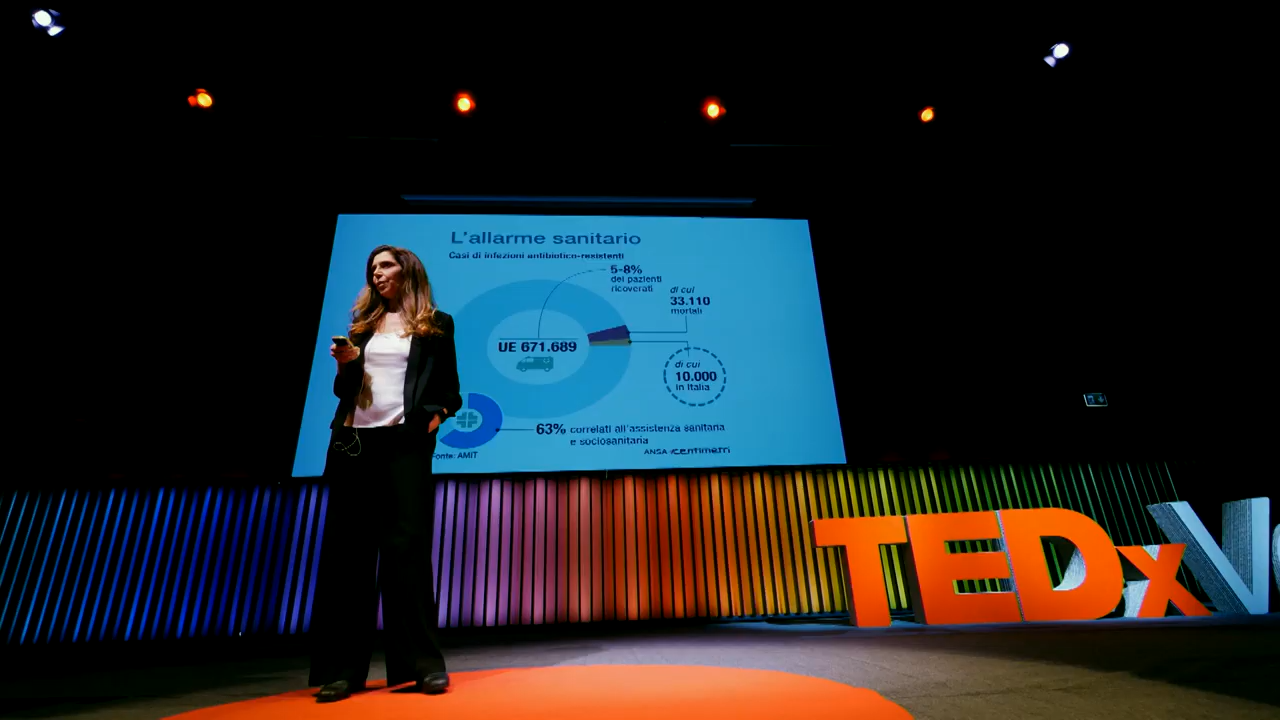 L'allarme sanitario
Casi di infezioni antibiotico-resistenti
5-8%
dei pazienti
ricoverati
di cui
33.110
mortali
UE 671.689
di cui
10.000
in Italia
63% correlati all'assistenza sanitaria
e sociosanitaria
Fonte: AMIT
ANSA centimetri
TEDxV